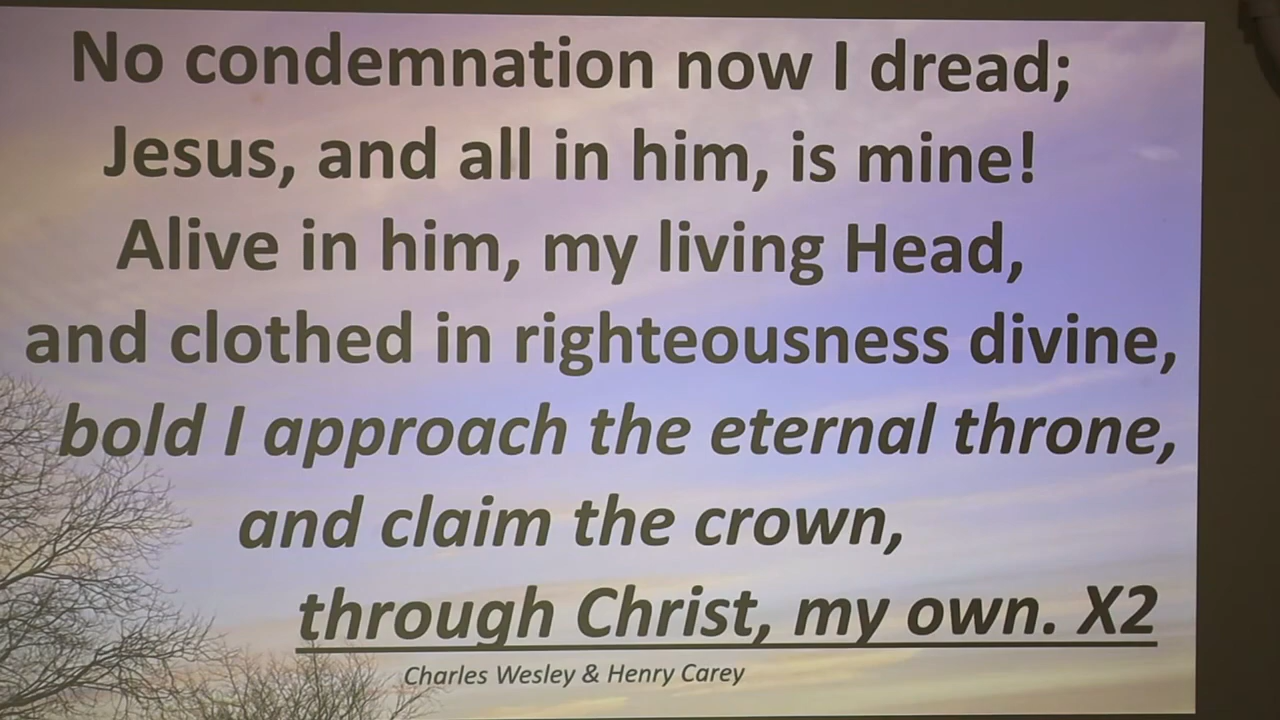 No condemnation now I dread;
Jesus, and all in him, is mine!
Alive in him, my living Head,
and clothed in righteousness divine,
bold I approach the eternal throne,
and claim the crown,
through Christ, my own. X2
Charles Wesley & Henry Carey